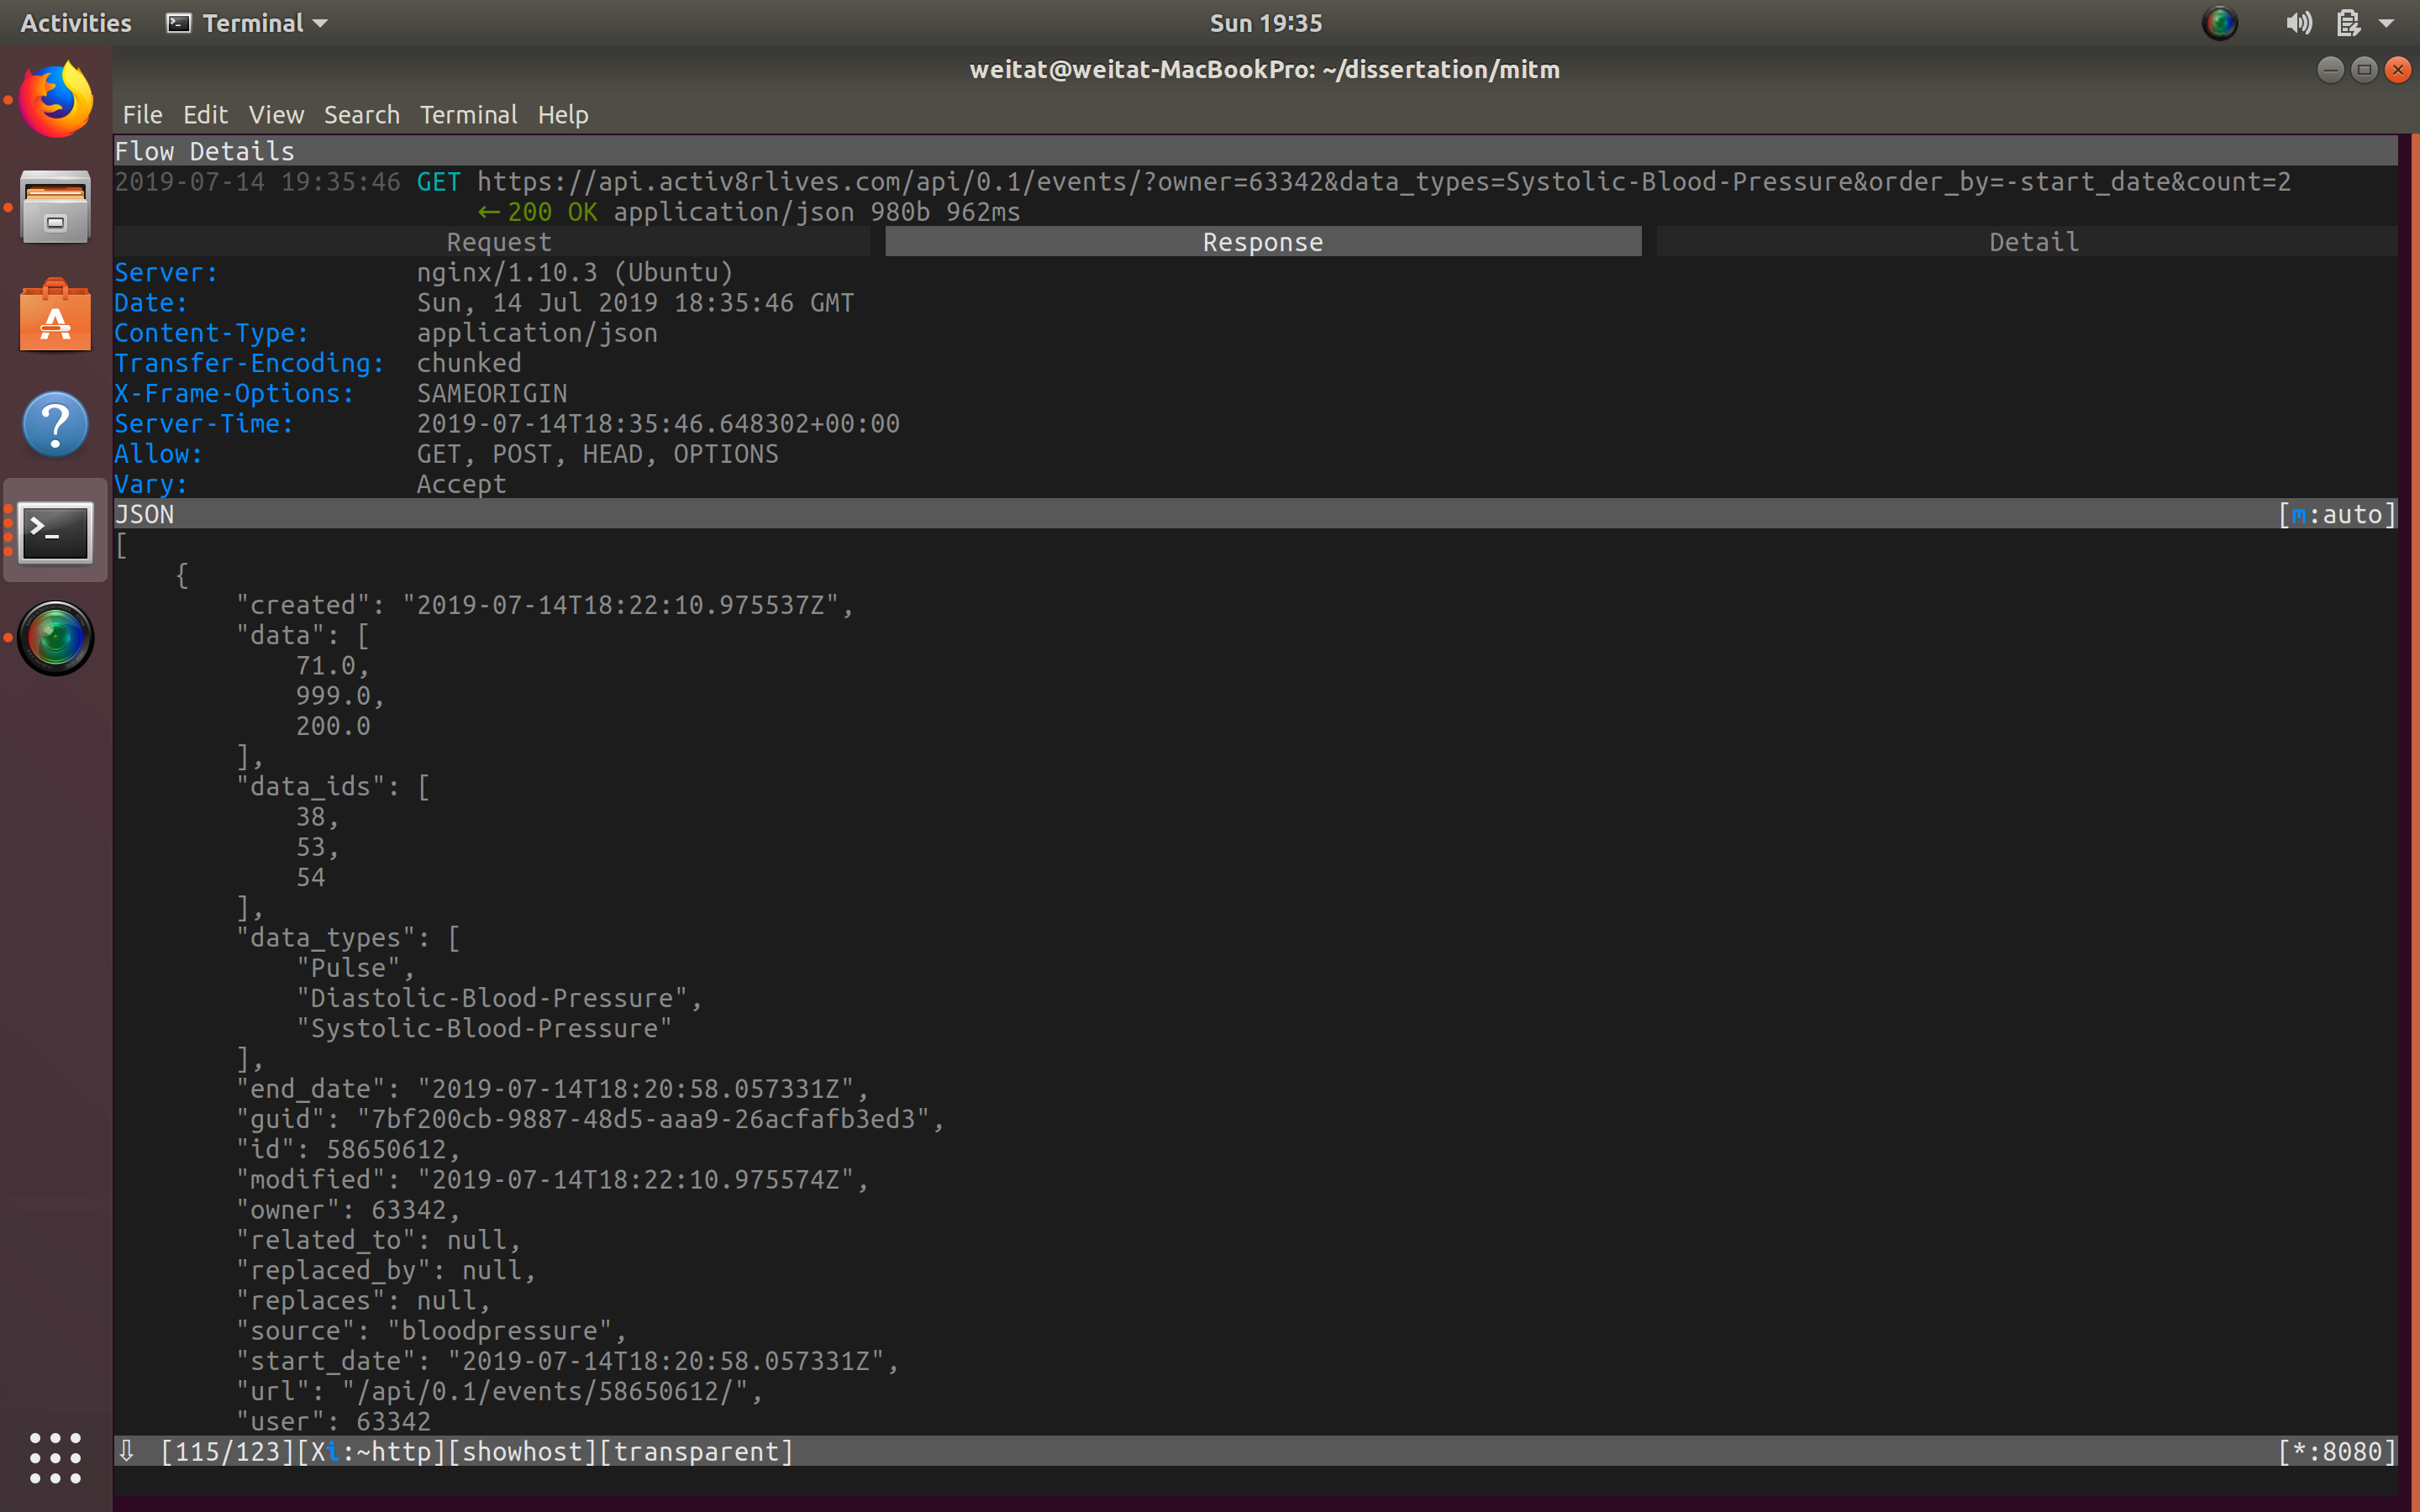 Activities Terminal Sun 19:35
weitat@weitat-MacBookPro: ~/dissertation/mitm
File Edit View Search Terminal Help
Flow Details
2019-07-14 19:35:46 GET https://api.activ8rlives.com/api/0.1/events/?owner=63342&data_types=Systolic-Blood-Pressure&order_by=-start_date&count=2
← 200 OK application/json 980b 962ms
Request Response Detail
Server: nginx/1.10.3 (Ubuntu)
Date: Sun, 14 Jul 2019 18:35:46 GMT
Content-Type: application/json
Transfer-Encoding: chunked
X-Frame-Options: SAMEORIGIN
Server-Time: 2019-07-14T18:35:46.648302+00:00
Allow: GET, POST, HEAD, OPTIONS
Vary: Accept
JSON [m:auto]
[
{
"created": "2019-07-14T18:22:10.975537Z",
"data": [
71.0,
999.0,
200.0
],
"data_ids": [
38,
53,
54
],
"data_types": [
"Pulse",
"Diastolic-Blood-Pressure",
"Systolic-Blood-Pressure"
],
"end_date": "2019-07-14T18:20:58.057331Z",
"guid": "7bf200cb-9887-48d5-aaa9-26acfafb3ed3",
"id": 58650612,
"modified": "2019-07-14T18:22:10.975574Z",
"owner": 63342,
"related_to": null,
"replaced_by": null,
"replaces": null,
"source": "bloodpressure",
"start_date": "2019-07-14T18:20:58.057331Z",
"url": "/api/0.1/events/58650612/",
"user": 63342
⇩ [115/123][Xi:~http][showhost][transparent] [*:8080]